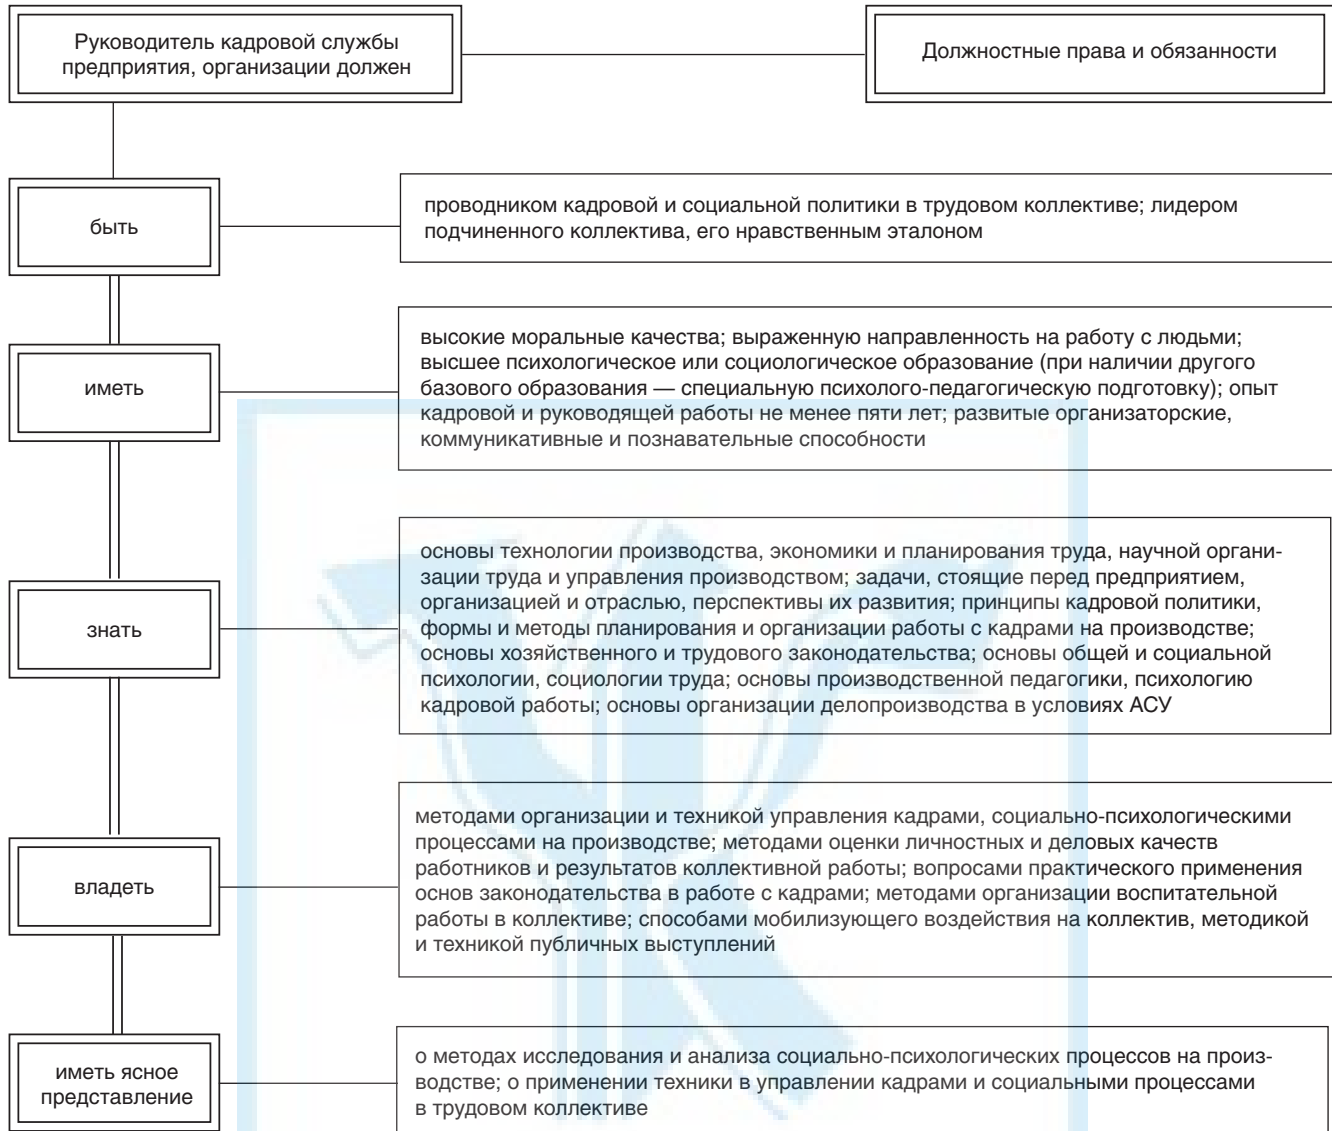 Руководитель кадровой службы
предприятия, организации должен
Должностные права и обязанности
быть
проводником кадровой и социальной политики в трудовом коллективе; лидером
подчиненного коллектива, его нравственным эталоном
иметь
высокие моральные качества; выраженную направленность на работу с людьми;
высшее психологическое или социологическое образование (при наличии другого
базового образования — специальную психолого-педагогическую подготовку); опыт
кадровой и руководящей работы не менее пяти лет; развитые организаторские,
коммуникативные и познавательные способности
знать
основы технологии производства, экономики и планирования труда, научной органи-
зации труда и управления производством; задачи, стоящие перед предприятием,
организацией и отраслью, перспективы их развития; принципы кадровой политики,
формы и методы планирования и организации работы с кадрами на производстве;
основы хозяйственного и трудового законодательства; основы общей и социальной
психологии, социологии труда; основы производственной педагогики, психологию
кадровой работы; основы организации делопроизводства в условиях АСУ
владеть
методами организации и техникой управления кадрами, социально-психологическими
процессами на производстве; методами оценки личностных и деловых качеств
работников и результатов коллективной работы; вопросами практического применения
основ законодательства в работе с кадрами; методами организации воспитательной
работы в коллективе; способами мобилизующего воздействия на коллектив, методикой
и техникой публичных выступлений
иметь ясное
представление
о методах исследования и анализа социально-психологических процессов на произ-
водстве; о применении техники в управлении кадрами и социальными процессами
в трудовом коллективе